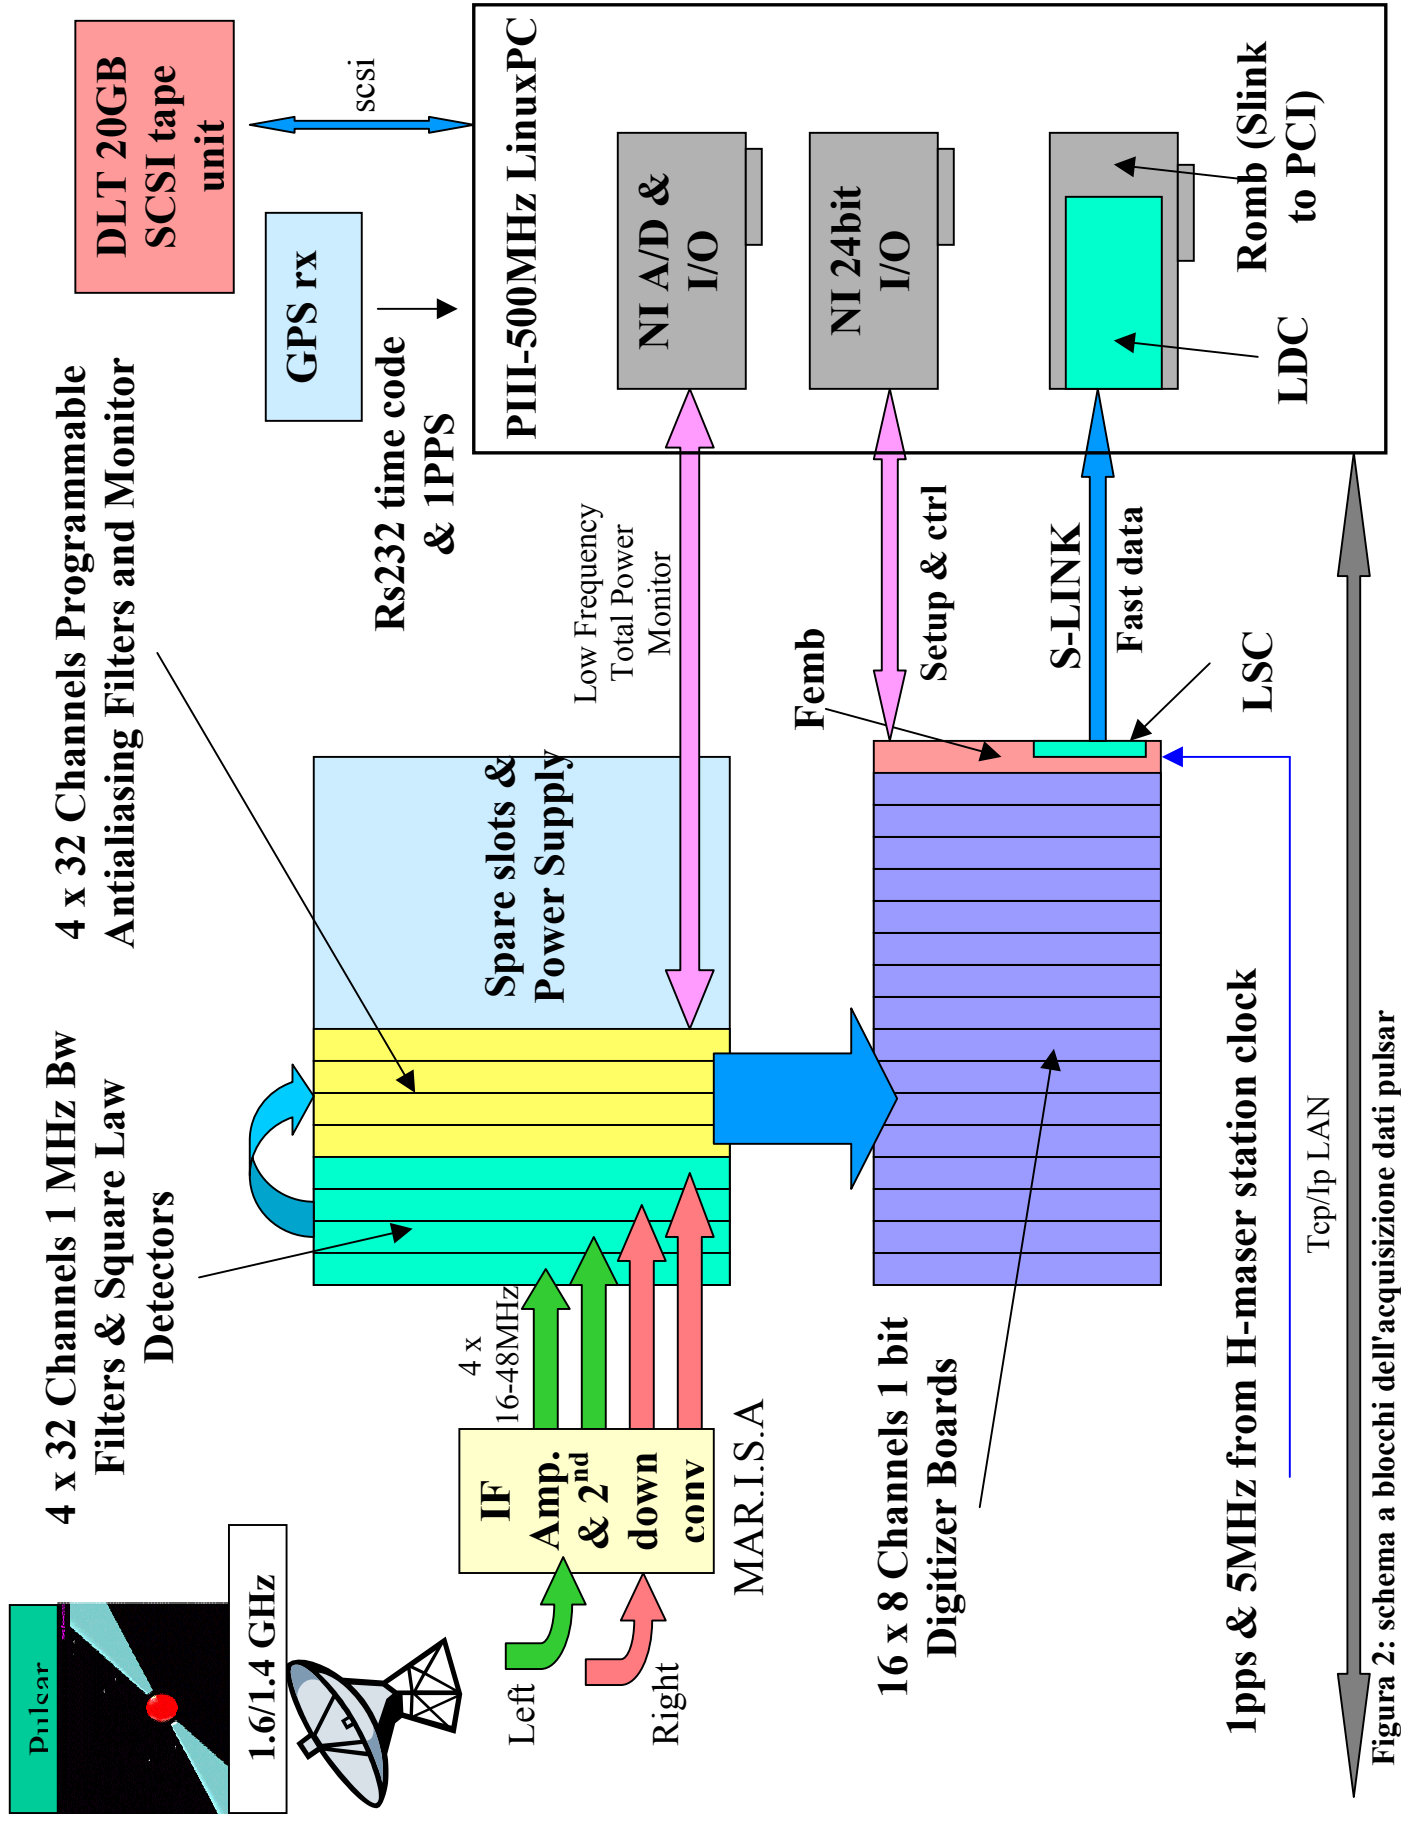 Pulsar
1.6/1.4 GHz
Left
Right
IF
Amp.
& 2nd
down
conv
MAR.I.S.A
4 x
16-48MHz
4 x 32 Channels 1 MHz Bw
Filters & Square Law
Detectors
4 x 32 Channels Programmable
Antialiasing Filters and Monitor
Spare slots &
Power Supply
GPS rx
Rs232 time code
& 1PPS
DLT 20GB
SCSI tape
unit
scsi
PIII-500MHz LinuxPC
NI A/D &
I/O
NI 24bit
I/O
Romb (Slink
to PCI)
LDC
Low Frequency
Total Power
Monitor
Setup & ctrl
S-LINK
Fast data
Femb
LSC
16 x 8 Channels 1 bit
Digitizer Boards
1pps & 5MHz from H-maser station clock
Tcp/Ip LAN
Figura 2: schema a blocchi dell'acquisizione dati pulsar